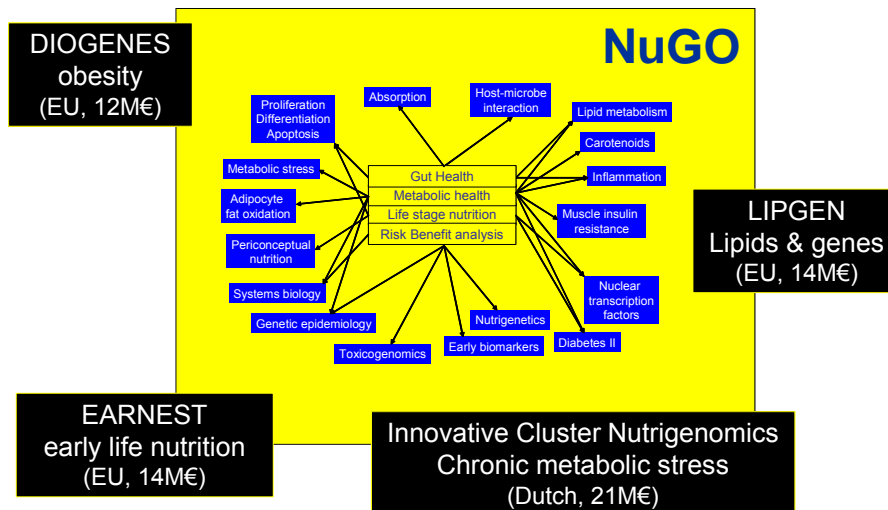 DIOGENES
obesity
(EU, 12M€)
NuGO
Absorption
Host-microbe
interaction
Proliferation
Differentiation
Apoptosis
Lipid metabolism
Carotenoids
Metabolic stress
Gut Health
Inflammation
Metabolic health
Adipocyte
fat oxidation
Life stage nutrition
Muscle insulin
resistance
Risk Benefit analysis
Periconceptual
nutrition
LIPGEN
Lipids & genes
(EU, 14M€)
Systems biology
Nuclear
transcription
factors
Genetic epidemiology
Nutrigenetics
Toxicogenomics
Early biomarkers
Diabetes II
EARNEST
early life nutrition
(EU, 14M€)
Innovative Cluster Nutrigenomics
Chronic metabolic stress
(Dutch, 21M€)